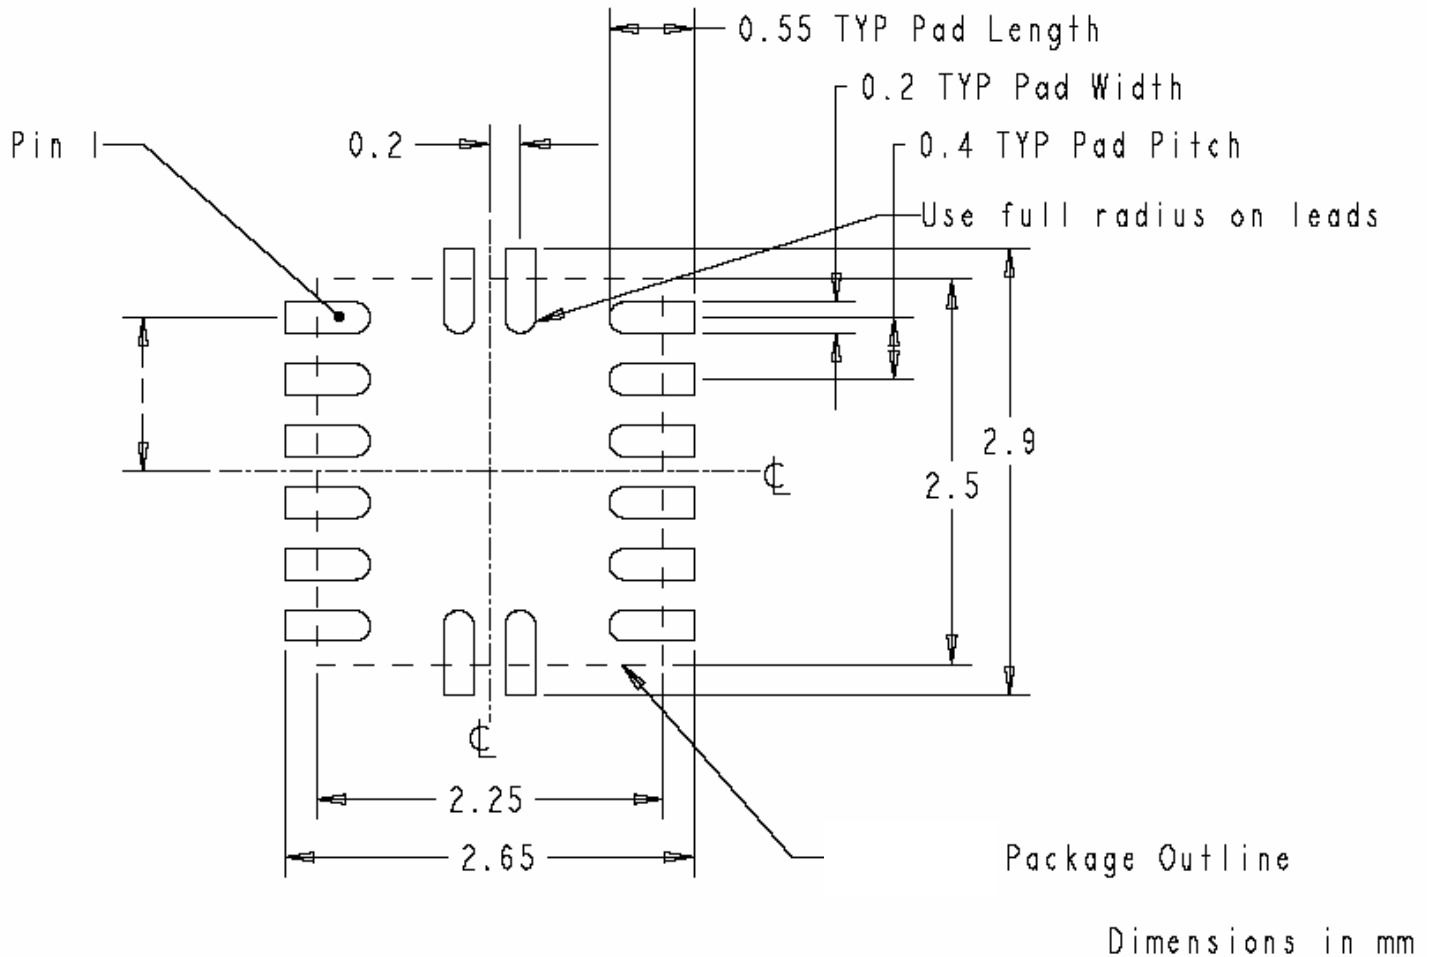 0.55 TYP Pad Length
0.2 TYP Pad Width
Pin 1
0.2
0.4 TYP Pad Pitch
Use full radius on leads
2.9
2.5
℄
℄
2.25
2.65
Package Outline
Dimensions in mm